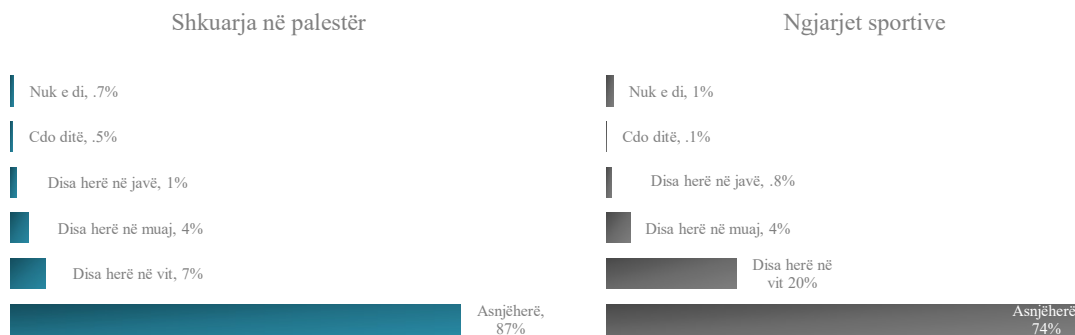 Shkuarja në palestër
Nuk e di, .7%
Cdo ditë, .5%
Disa herë në javë, 1%
Disa herë në muaj, 4%
Disa herë në vit, 7%
Asnjëherë,
87%
Ngjarjet sportive
Nuk e di, 1%
Cdo ditë, .1%
Disa herë në javë, .8%
Disa herë në muaj, 4%
Disa herë në
vit 20%
Asnjëherë
74%